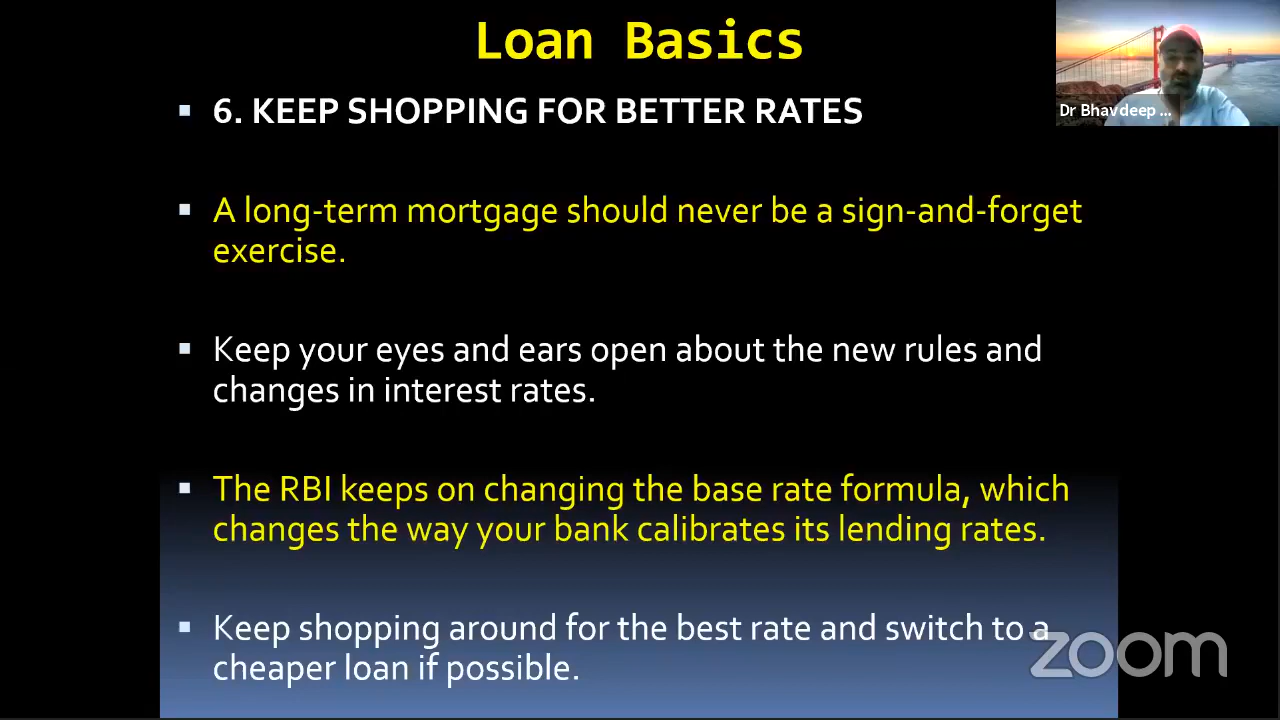 Loan Basics
Dr Bhavdeep ...
▪ 6. KEEP SHOPPING FOR BETTER RATES
▪ A long-term mortgage should never be a sign-and-forget
exercise.
▪ Keep your eyes and ears open about the new rules and
changes in interest rates.
▪ The RBI keeps on changing the base rate formula, which
changes the way your bank calibrates its lending rates.
▪ Keep shopping around for the best rate and switch to a
cheaper loan if possible.
zoom